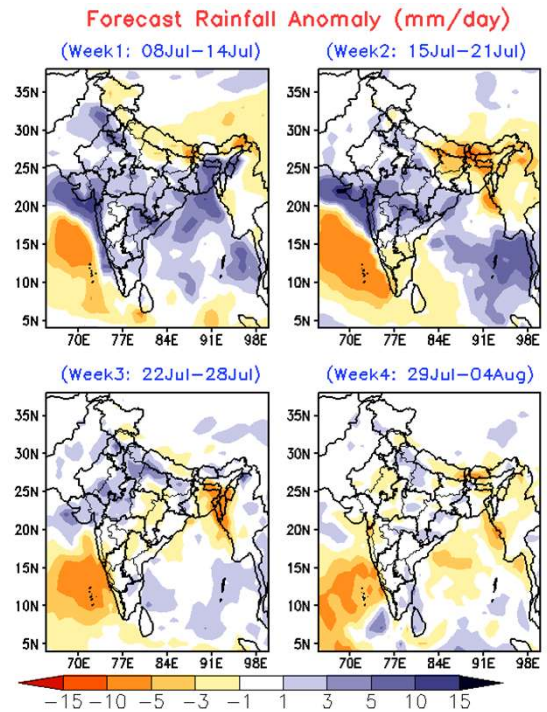 Forecast Rainfall Anomaly (mm/day)
(Week1: 08Jul-14Jul)
(Week2: 15Jul-21Jul)
35N
30N
25N
20N
15N
10N
5N
70E 77E 84E 91E 98E
35N
30N
25N
20N
15N
10N
5N
70E 77E 84E 91E 98E
(Week3: 22Jul-28Jul)
(Week4: 29Jul-04Aug)
35N
30N
25N
20N
15N
10N
5N
70E 77E 84E 91E 98E
35N
30N
25N
20N
15N
10N
5N
70E 77E 84E 91E 98E
-15 -10 -5 -3 -1 1 3 5 10 15